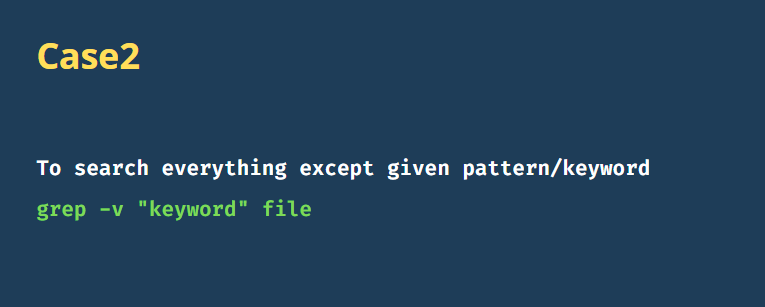 Case2
To search everything except given pattern/keyword
grep -v "keyword" file